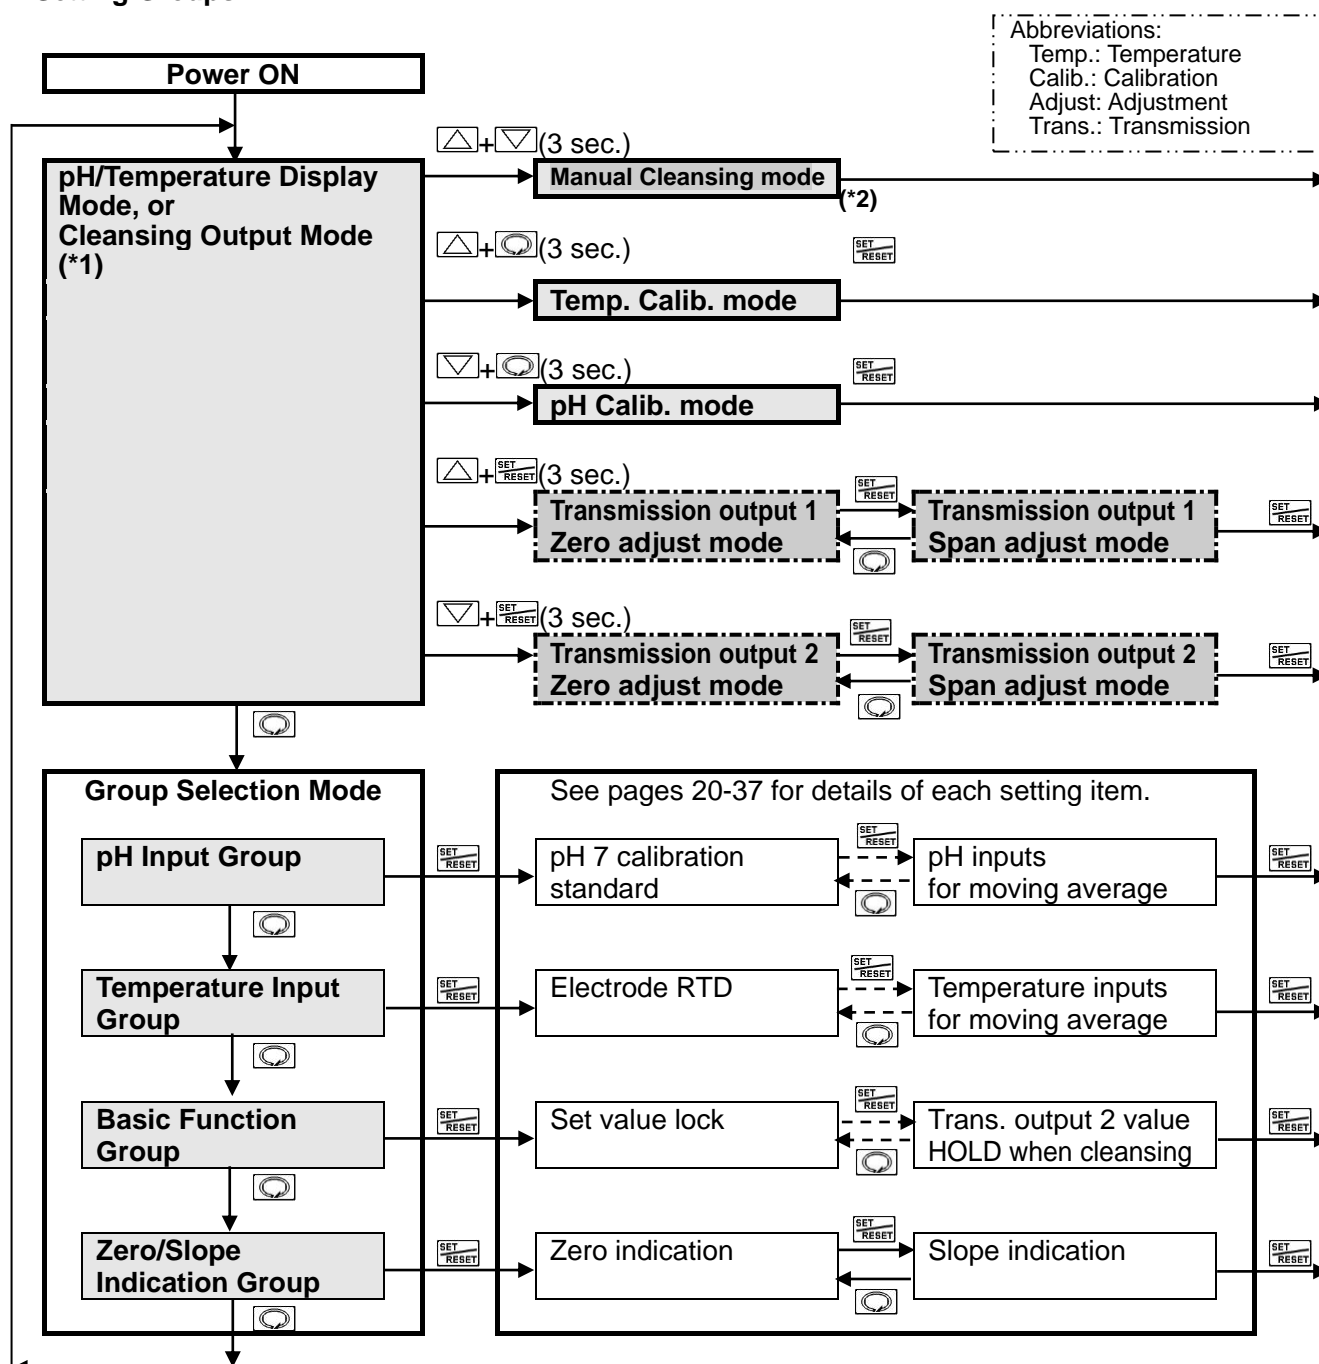 Abbreviations:
Temp.: Temperature
Calib.: Calibration
Adjust: Adjustment
Trans.: Transmission
Power ON
pH/Temperature Display
Mode, or
Cleansing Output Mode
(*1)
+ (3 sec.)
Manual Cleansing mode
(*2)
+ (3 sec.)
SET RESET
Temp. Calib. mode
+ (3 sec.)
SET RESET
pH Calib. mode
+ SET RESET (3 sec.)
Transmission output 1
Zero adjust mode
SET RESET
Transmission output 1
Span adjust mode
SET RESET
+ SET RESET (3 sec.)
Transmission output 2
Zero adjust mode
SET RESET
Transmission output 2
Span adjust mode
SET RESET
Group Selection Mode
See pages 20-37 for details of each setting item.
pH Input Group
SET RESET
pH 7 calibration
standard
SET RESET
pH inputs
for moving average
SET RESET
Temperature Input
Group
SET RESET
Electrode RTD
SET RESET
Temperature inputs
for moving average
SET RESET
Basic Function
Group
SET RESET
Set value lock
SET RESET
Trans. output 2 value
HOLD when cleansing
SET RESET
Zero/Slope
Indication Group
SET RESET
Zero indication
SET RESET
Slope indication
SET RESET